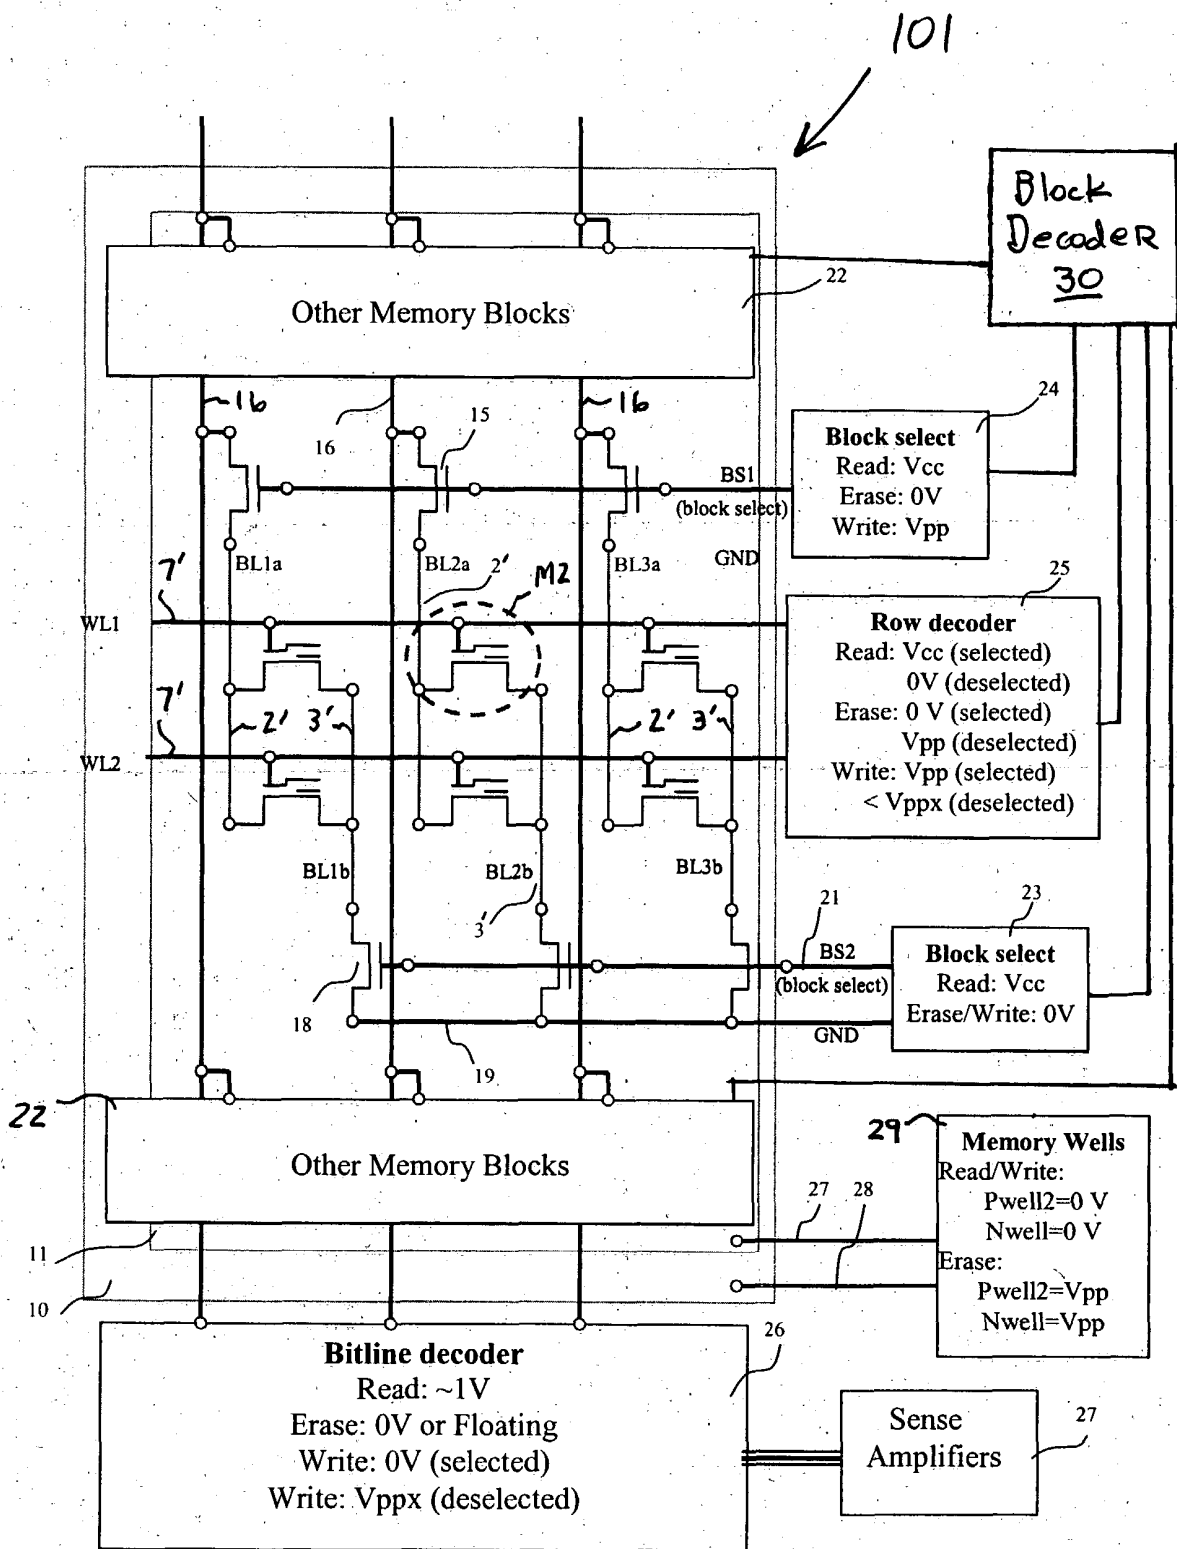 101
Block
Decoder
30
22
Other Memory Blocks
16
16
16
15
24
Block select
Read: Vcc
Erase: 0V
Write: Vpp
BS1
(block select)
GND
BL1a
BL2a
BL3a
2'
M2
7'
WL1
25
Row decoder
Read: Vcc (selected)
0V (deselected)
Erase: 0 V (selected)
Vpp (deselected)
Write: Vpp (selected)
< Vppx (deselected)
7'
2'
3'
2'
3'
WL2
BL1b
BL2b
BL3b
3'
21
BS2
(block select)
23
Block select
Read: Vcc
Erase/Write: 0V
18
19
GND
22
Other Memory Blocks
29
Memory Wells
Read/Write:
Pwell2=0 V
Nwell=0 V
Erase:
Pwell2=Vpp
Nwell=Vpp
27
28
11
10
26
Bitline decoder
Read: ~1V
Erase: 0V or Floating
Write: 0V (selected)
Write: Vppx (deselected)
Sense
Amplifiers
27